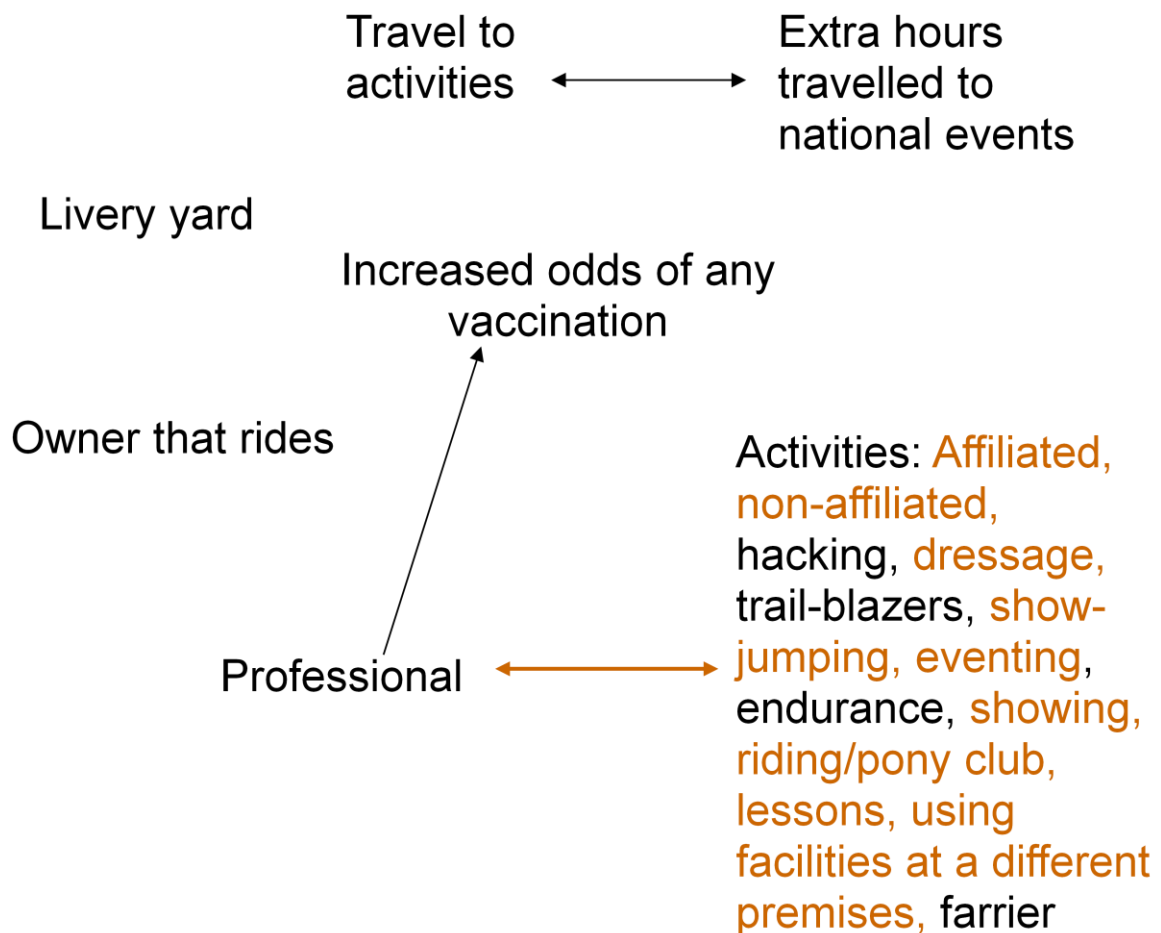 Travel to
activities
Extra hours
travelled to
national events
Livery yard
Increased odds of any
vaccination
Owner that rides
Activities: Affiliated,
non-affiliated,
hacking, dressage,
trail-blazers, show-
jumping, eventing,
endurance, showing,
riding/pony club,
lessons, using
facilities at a different
premises, farrier
Professional